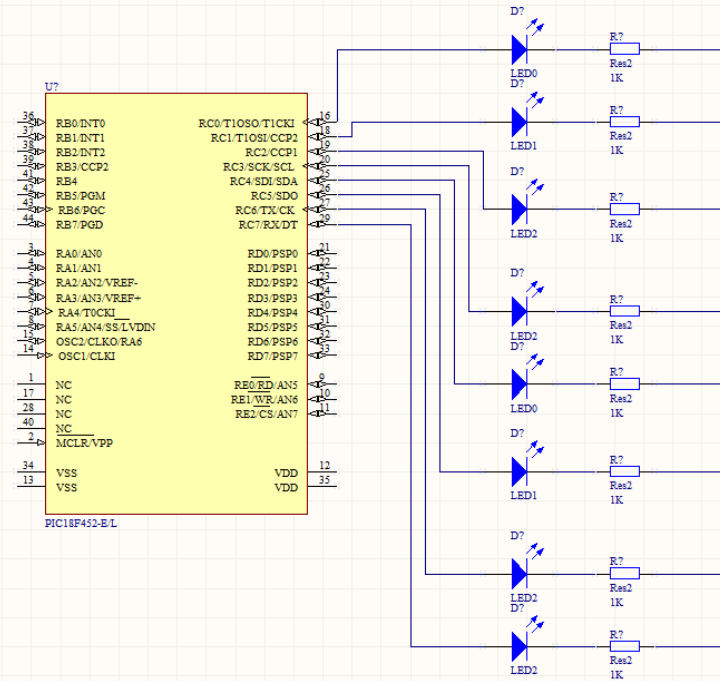 U?
36 RB0/INT0 RC0/T1OSO/T1CKI 16
37 RB1/INT1 RC1/T1OSI/CCP2 18
38 RB2/INT2 RC2/CCP1 19
39 RB3/CCP2 RC3/SCK/SCL 20
41 RB4 RC4/SDI/SDA 25
42 RB5/PGM RC5/SDO 26
43 RB6/PGC RC6/TX/CK 27
44 RB7/PGD RC7/RX/DT 29
3 RA0/AN0 RD0/PSP0 21
4 RA1/AN1 RD1/PSP1 22
5 RA2/AN2/VREF- RD2/PSP2 23
6 RA3/AN3/VREF+ RD3/PSP3 24
7 RA4/T0CKI RD4/PSP4 30
8 RA5/AN4/SS/LVDIN RD5/PSP5 31
15 OSC2/CLKO/RA6 RD6/PSP6 32
14 OSC1/CLKI RD7/PSP7 33
1 NC RE0/RD/AN5 9
17 NC RE1/WR/AN6 10
28 NC RE2/CS/AN7 11
40 NC
2 MCLR/VPP
34 VSS VDD 12
13 VSS VDD 35
PIC18F452-E/L
D?
LED0
R?
Res2
1K
D?
LED1
R?
Res2
1K
D?
LED2
R?
Res2
1K
D?
LED2
R?
Res2
1K
D?
LED0
R?
Res2
1K
D?
LED1
R?
Res2
1K
D?
LED2
R?
Res2
1K
D?
LED2
R?
Res2
1K